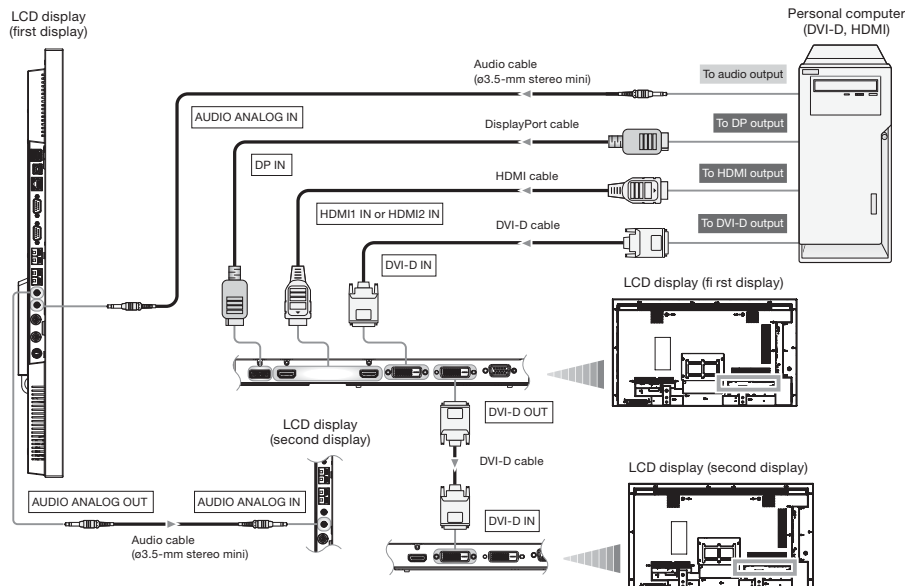 LCD display
(first display)
Personal computer
(DVI-D, HDMI)
Audio cable
(ø3.5-mm stereo mini)
To audio output
AUDIO ANALOG IN
DisplayPort cable
To DP output
DP IN
HDMI cable
To HDMI output
HDMI1 IN or HDMI2 IN
DVI-D cable
To DVI-D output
DVI-D IN
LCD display (fi rst display)
DVI-D OUT
LCD display
(second display)
DVI-D cable
LCD display (second display)
AUDIO ANALOG OUT
AUDIO ANALOG IN
DVI-D IN
Audio cable
(ø3.5-mm stereo mini)